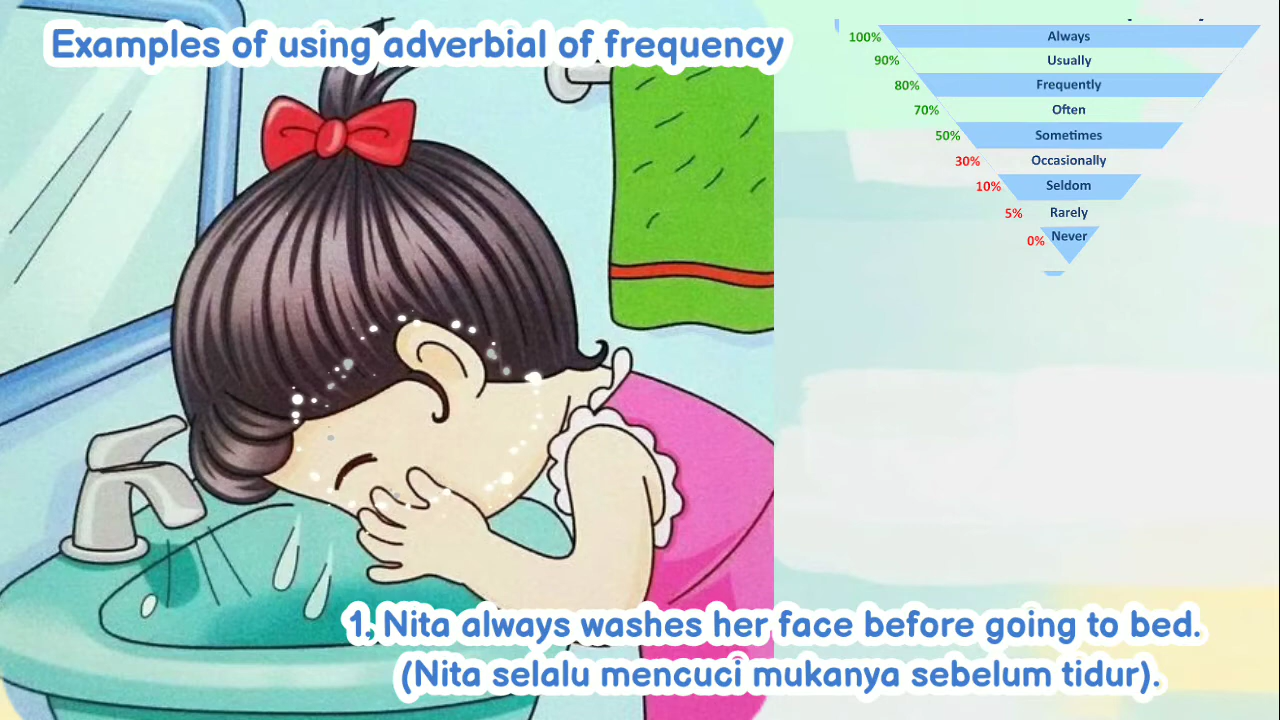 Examples of using adverbial of frequency
100% Always
90% Usually
80% Frequently
70% Often
50% Sometimes
30% Occasionally
10% Seldom
5% Rarely
0% Never
1. Nita always washes her face before going to bed.
(Nita selalu mencuci mukanya sebelum tidur).